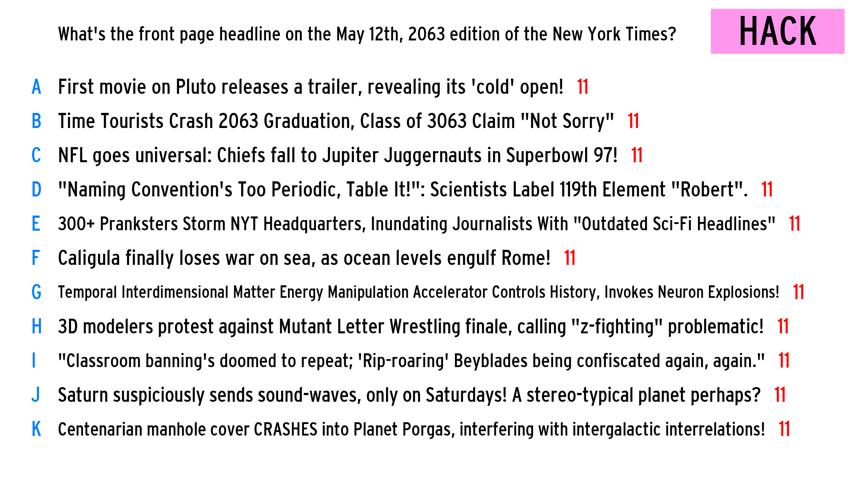 What's the front page headline on the May 12th, 2063 edition of the New York Times? HACK
A First movie on Pluto releases a trailer, revealing its 'cold' open! 11
B Time Tourists Crash 2063 Graduation, Class of 3063 Claim "Not Sorry" 11
C NFL goes universal: Chiefs fall to Jupiter Juggernauts in Superbowl 97! 11
D "Naming Convention's Too Periodic, Table It!": Scientists Label 119th Element "Robert". 11
E 300+ Pranksters Storm NYT Headquarters, Inundating Journalists With "Outdated Sci-Fi Headlines" 11
F Caligula finally loses war on sea, as ocean levels engulf Rome! 11
G Temporal Interdimensional Matter Energy Manipulation Accelerator Controls History, Invokes Neuron Explosions! 11
H 3D modelers protest against Mutant Letter Wrestling finale, calling "z-fighting" problematic! 11
I "Classroom banning's doomed to repeat; 'Rip-roaring' Beyblades being confiscated again, again." 11
J Saturn suspiciously sends sound-waves, only on Saturdays! A stereo-typical planet perhaps? 11
K Centenarian manhole cover CRASHES into Planet Porgas, interfering with intergalactic interrelations! 11